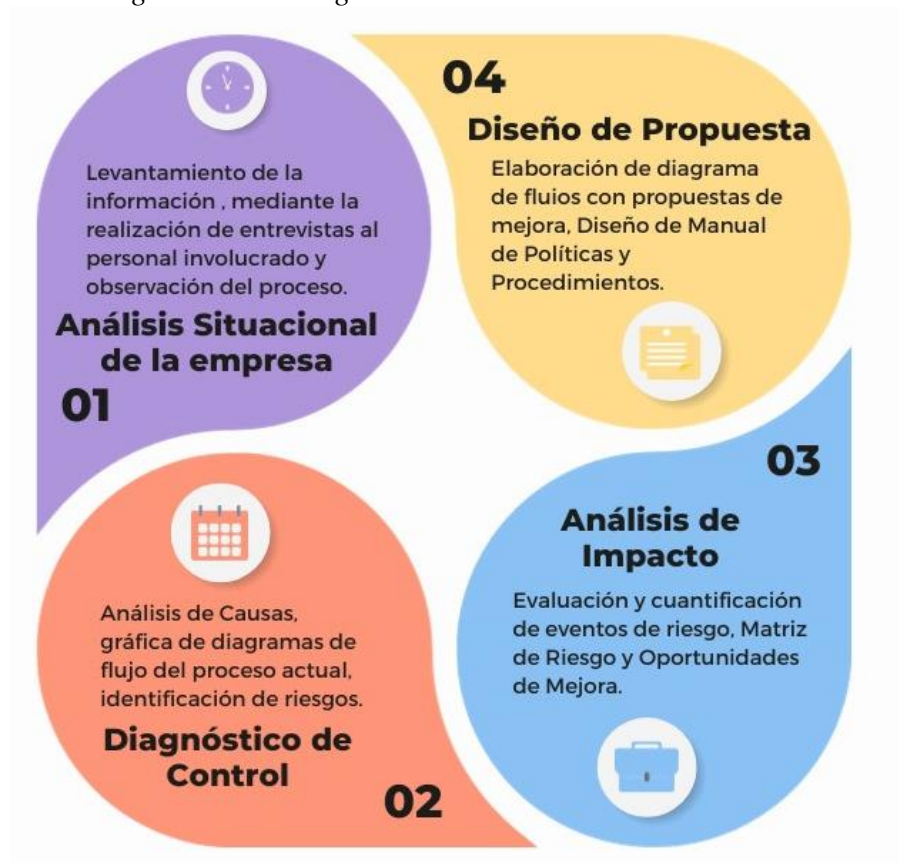 Levantamiento de la
información , mediante la
realización de entrevistas al
personal involucrado y
observación del proceso.
Análisis Situacional
de la empresa
01
Análisis de Causas,
gráfica de diagramas de
flujo del proceso actual,
identificación de riesgos.
Diagnóstico de
Control
02
03
Análisis de
Impacto
Evaluación y cuantificación
de eventos de riesgo, Matriz
de Riesgo y Oportunidades
de Mejora.
04
Diseño de Propuesta
Elaboración de diagrama
de fluios con propuestas de
mejora, Diseño de Manual
de Políticas y
Procedimientos.